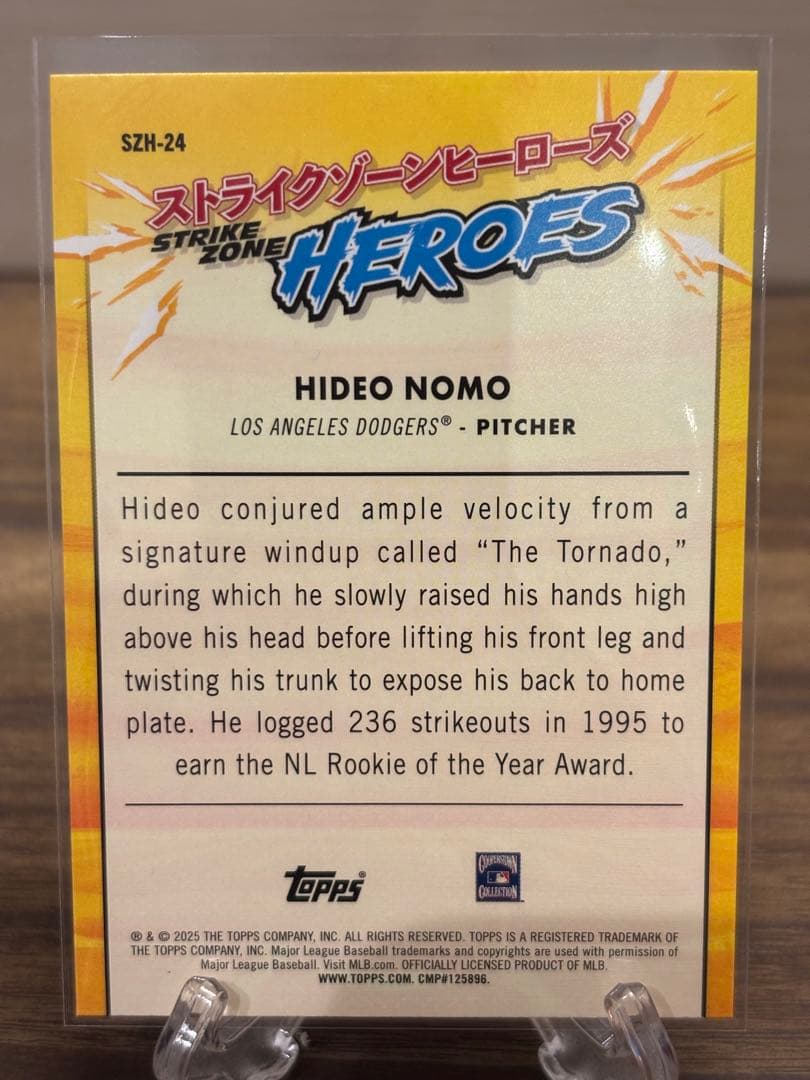 SZH-24
ストライクゾーンヒーローズ
STRIKE ZONE HEROES
HIDEO NOMO
LOS ANGELES DODGERS® - PITCHER
Hideo conjured ample velocity from a
signature windup called “The Tornado,”
during which he slowly raised his hands high
above his head before lifting his front leg and
twisting his trunk to expose his back to home
plate. He logged 236 strikeouts in 1995 to
earn the NL Rookie of the Year Award.
Topps®
COOPERSTOWN
COLLECTION
® & © 2025 THE TOPPS COMPANY, INC. ALL RIGHTS RESERVED. TOPPS IS A REGISTERED TRADEMARK OF
THE TOPPS COMPANY, INC. Major League Baseball trademarks and copyrights are used with permission of
Major League Baseball. Visit MLB.com. OFFICIALLY LICENSED PRODUCT OF MLB.
WWW.TOPPS.COM. CMP#125896.